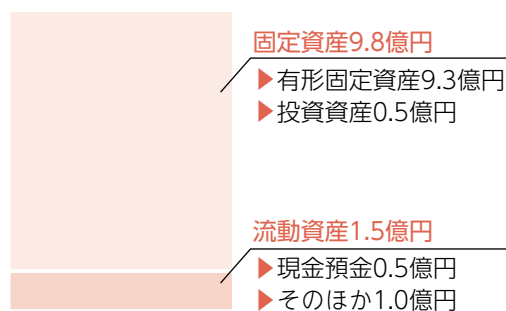 固定資産9.8億円
▶有形固定資産9.3億円
▶投資資産0.5億円
流動資産1.5億円
▶現金預金0.5億円
▶そのほか1.0億円